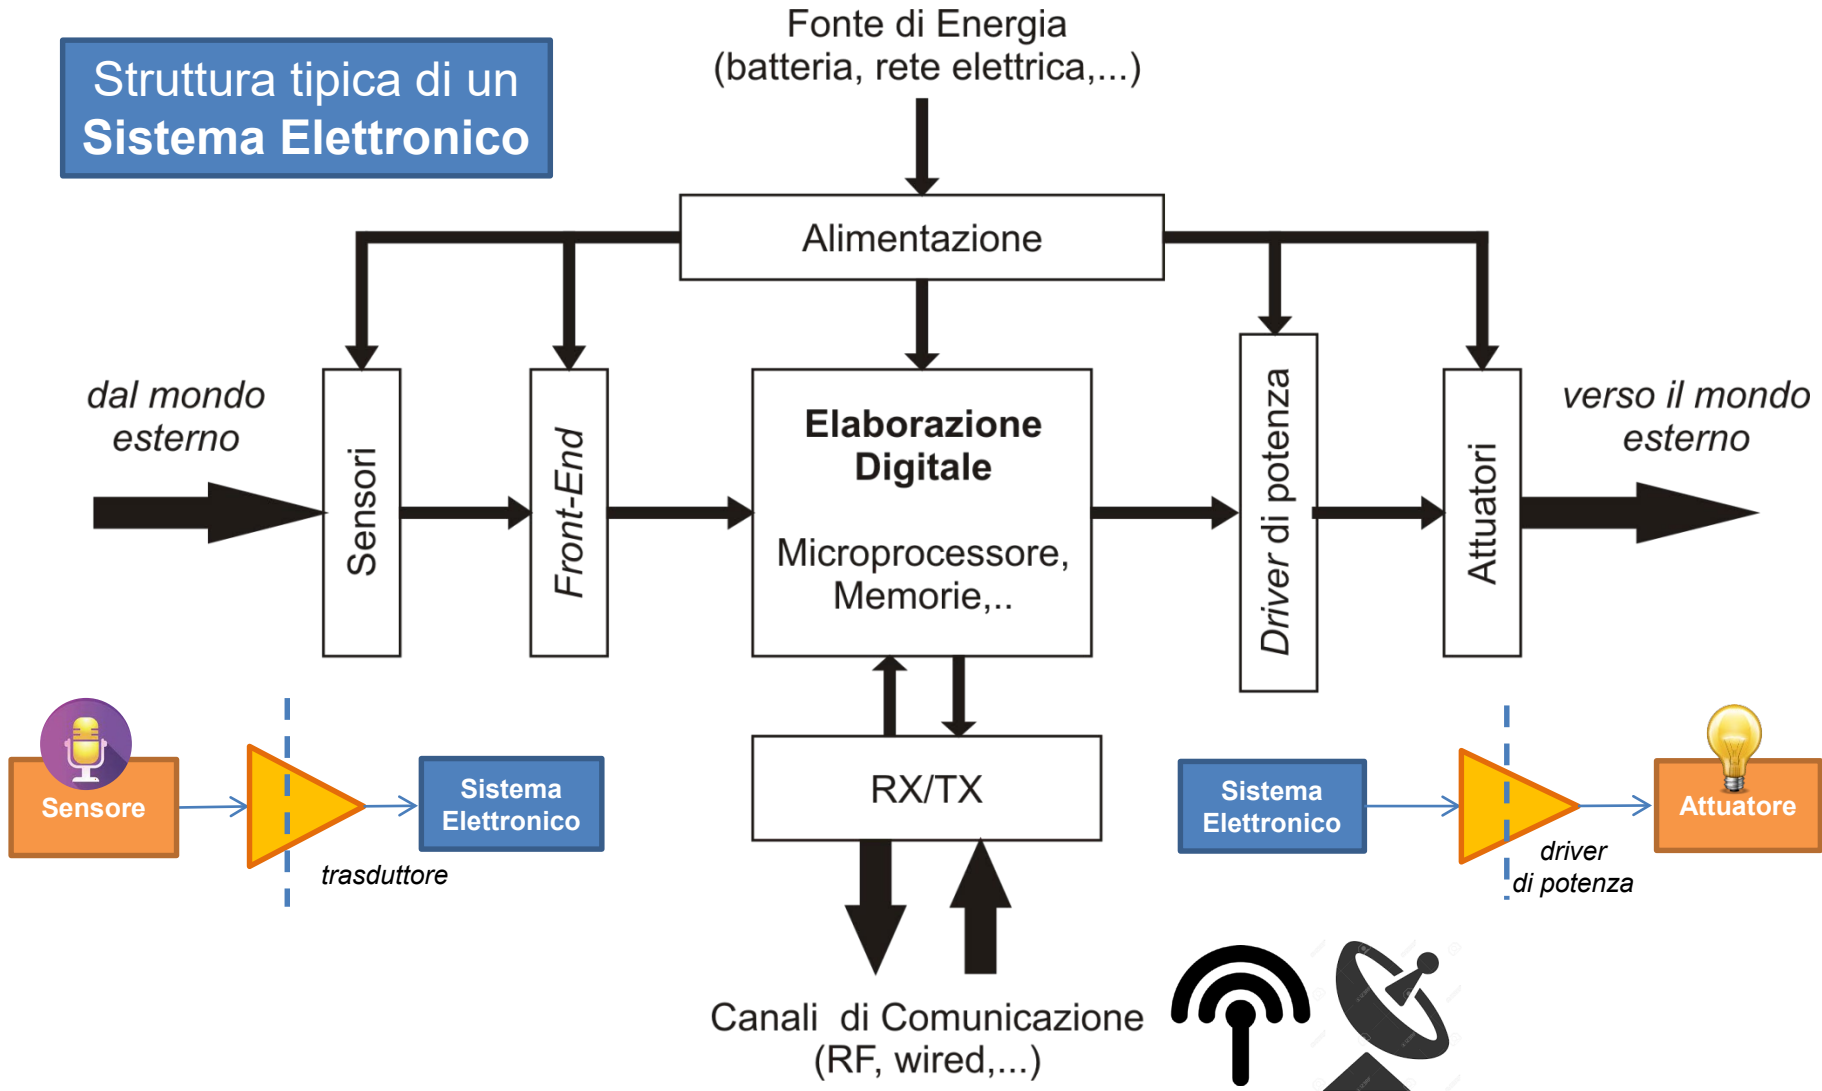 Fonte di Energia
(batteria, rete elettrica,...)
Struttura tipica di un
Sistema Elettronico
Alimentazione
dal mondo
esterno
Sensori
Front-End
Elaborazione
Digitale
Microprocessore,
Memorie,..
Driver di potenza
Attuatori
verso il mondo
esterno
Sensore
trasduttore
Sistema
Elettronico
RX/TX
Sistema
Elettronico
driver
di potenza
Attuatore
Canali di Comunicazione
(RF, wired,...)